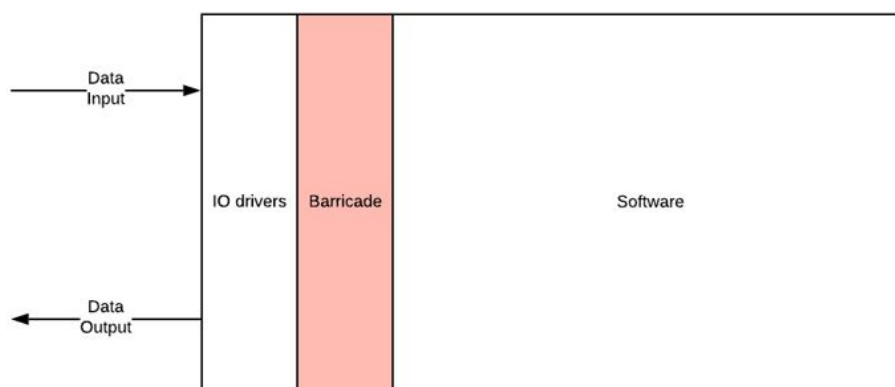 Data
Input
IO drivers
Barricade
Software
Data
Output